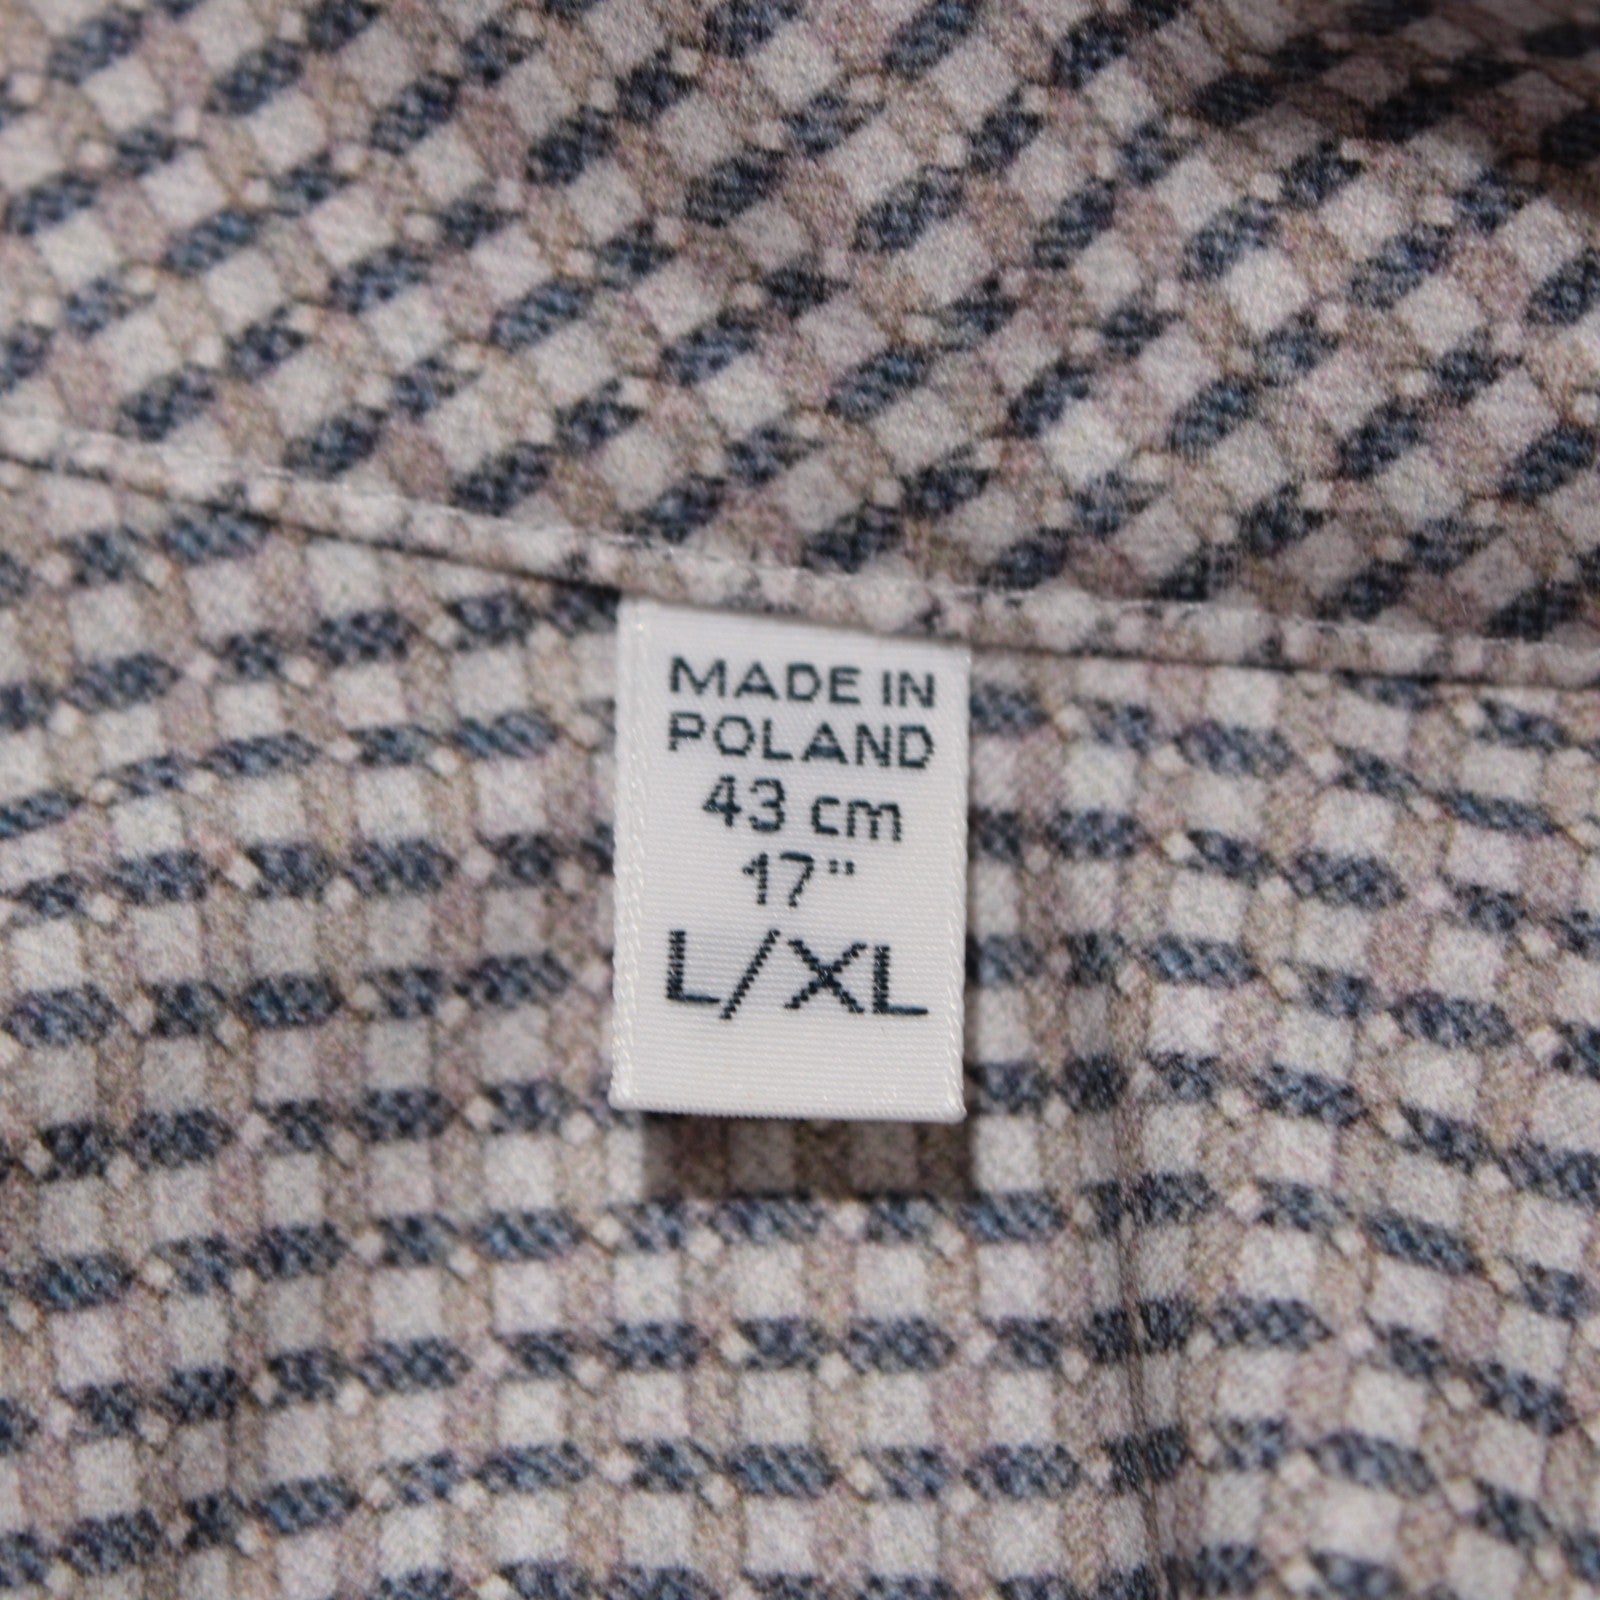 MADE IN
POLAND
43 cm
17"
L/XL